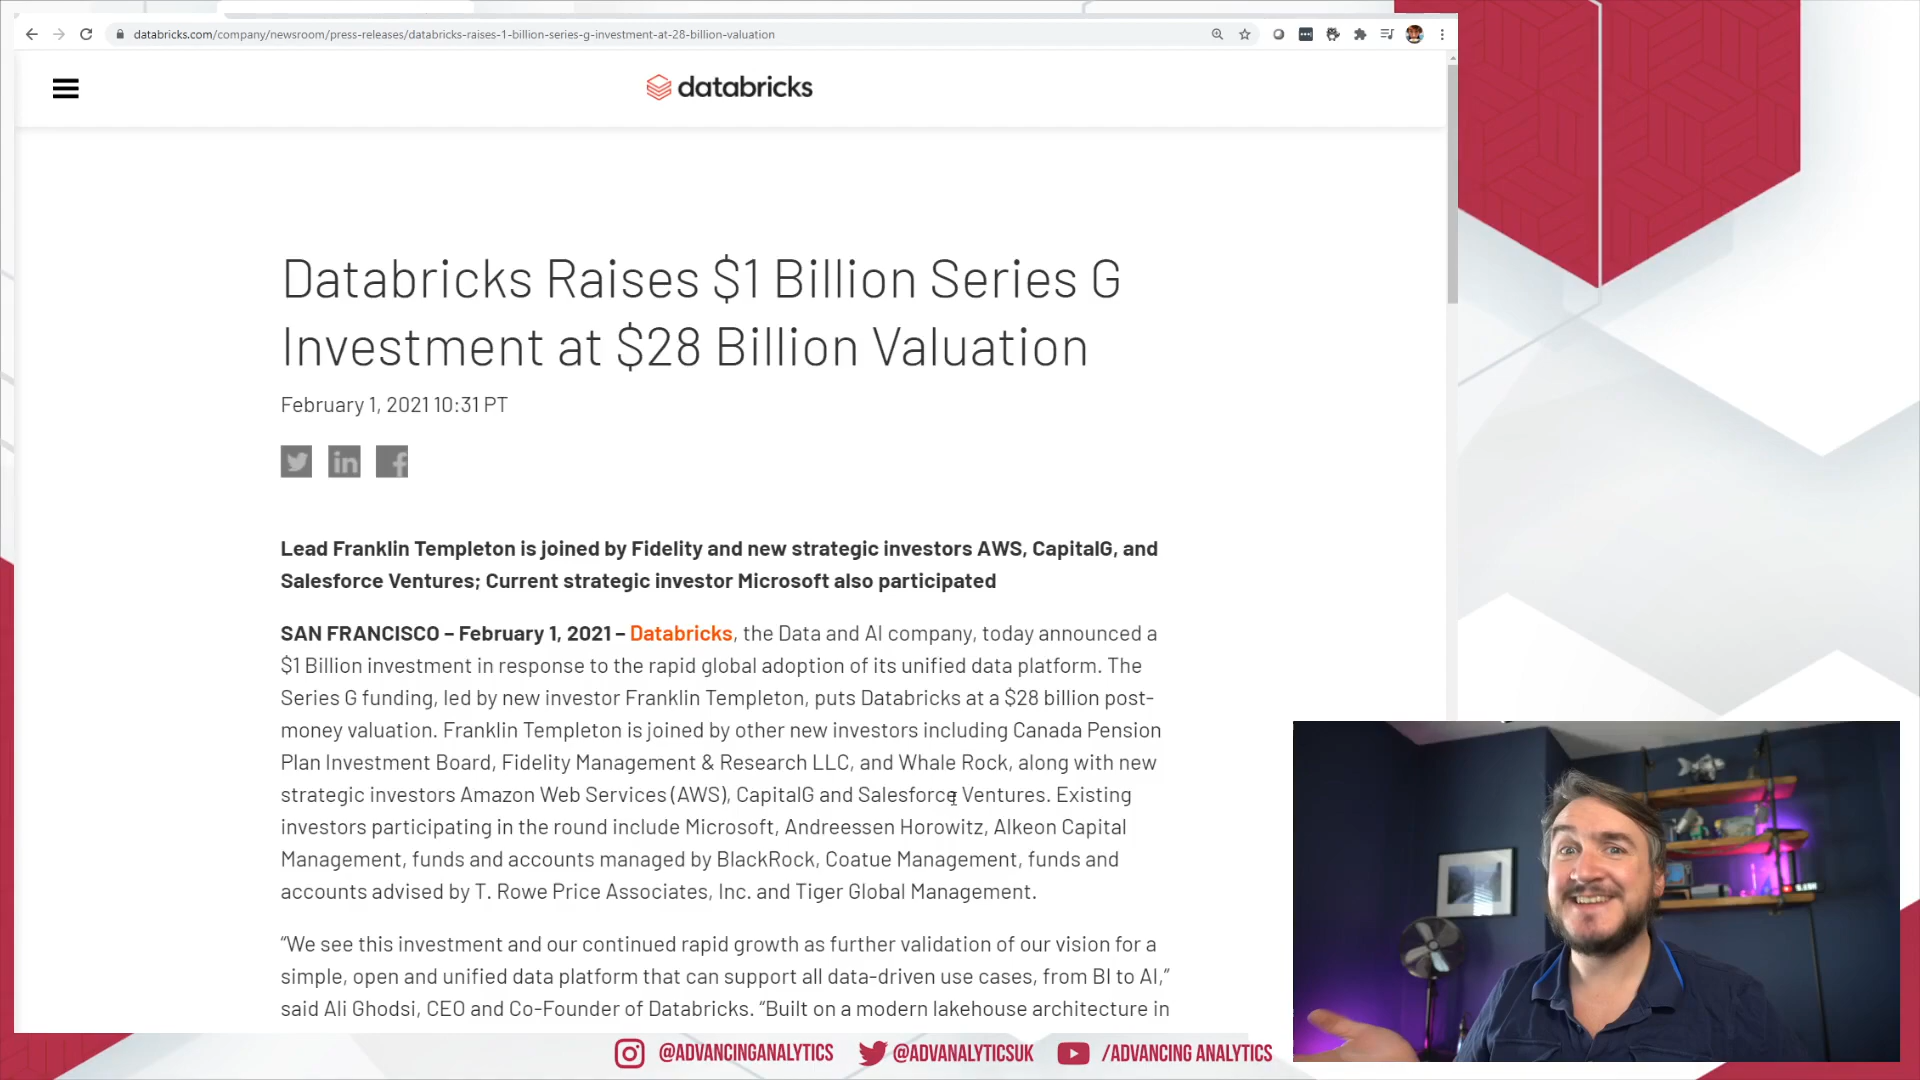 databricks.com/company/newsroom/press-releases/databricks-raises-1-billion-series-g-investment-at-28-billion-valuation
databricks
Databricks Raises $1 Billion Series G
Investment at $28 Billion Valuation
February 1, 2021 10:31 PT
Lead Franklin Templeton is joined by Fidelity and new strategic investors AWS, CapitalG, and
Salesforce Ventures; Current strategic investor Microsoft also participated
SAN FRANCISCO – February 1, 2021 – Databricks, the Data and AI company, today announced a
$1 Billion investment in response to the rapid global adoption of its unified data platform. The
Series G funding, led by new investor Franklin Templeton, puts Databricks at a $28 billion post-
money valuation. Franklin Templeton is joined by other new investors including Canada Pension
Plan Investment Board, Fidelity Management & Research LLC, and Whale Rock, along with new
strategic investors Amazon Web Services (AWS), CapitalG and Salesforce Ventures. Existing
investors participating in the round include Microsoft, Andreessen Horowitz, Alkeon Capital
Management, funds and accounts managed by BlackRock, Coatue Management, funds and
accounts advised by T. Rowe Price Associates, Inc. and Tiger Global Management.
“We see this investment and our continued rapid growth as further validation of our vision for a
simple, open and unified data platform that can support all data-driven use cases, from BI to AI,”
said Ali Ghodsi, CEO and Co-Founder of Databricks. “Built on a modern lakehouse architecture in
@ADVANCINGANALYTICS @ADVANALYTICSUK /ADVANCING ANALYTICS